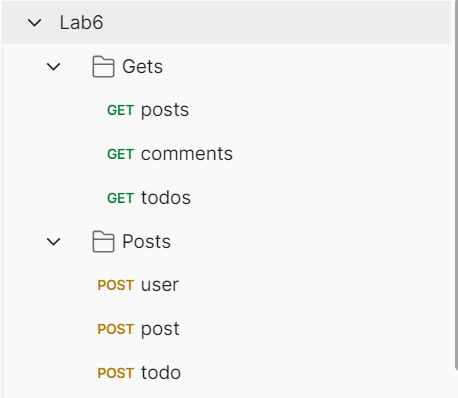 Lab6
Gets
GET posts
GET comments
GET todos
Posts
POST user
POST post
POST todo